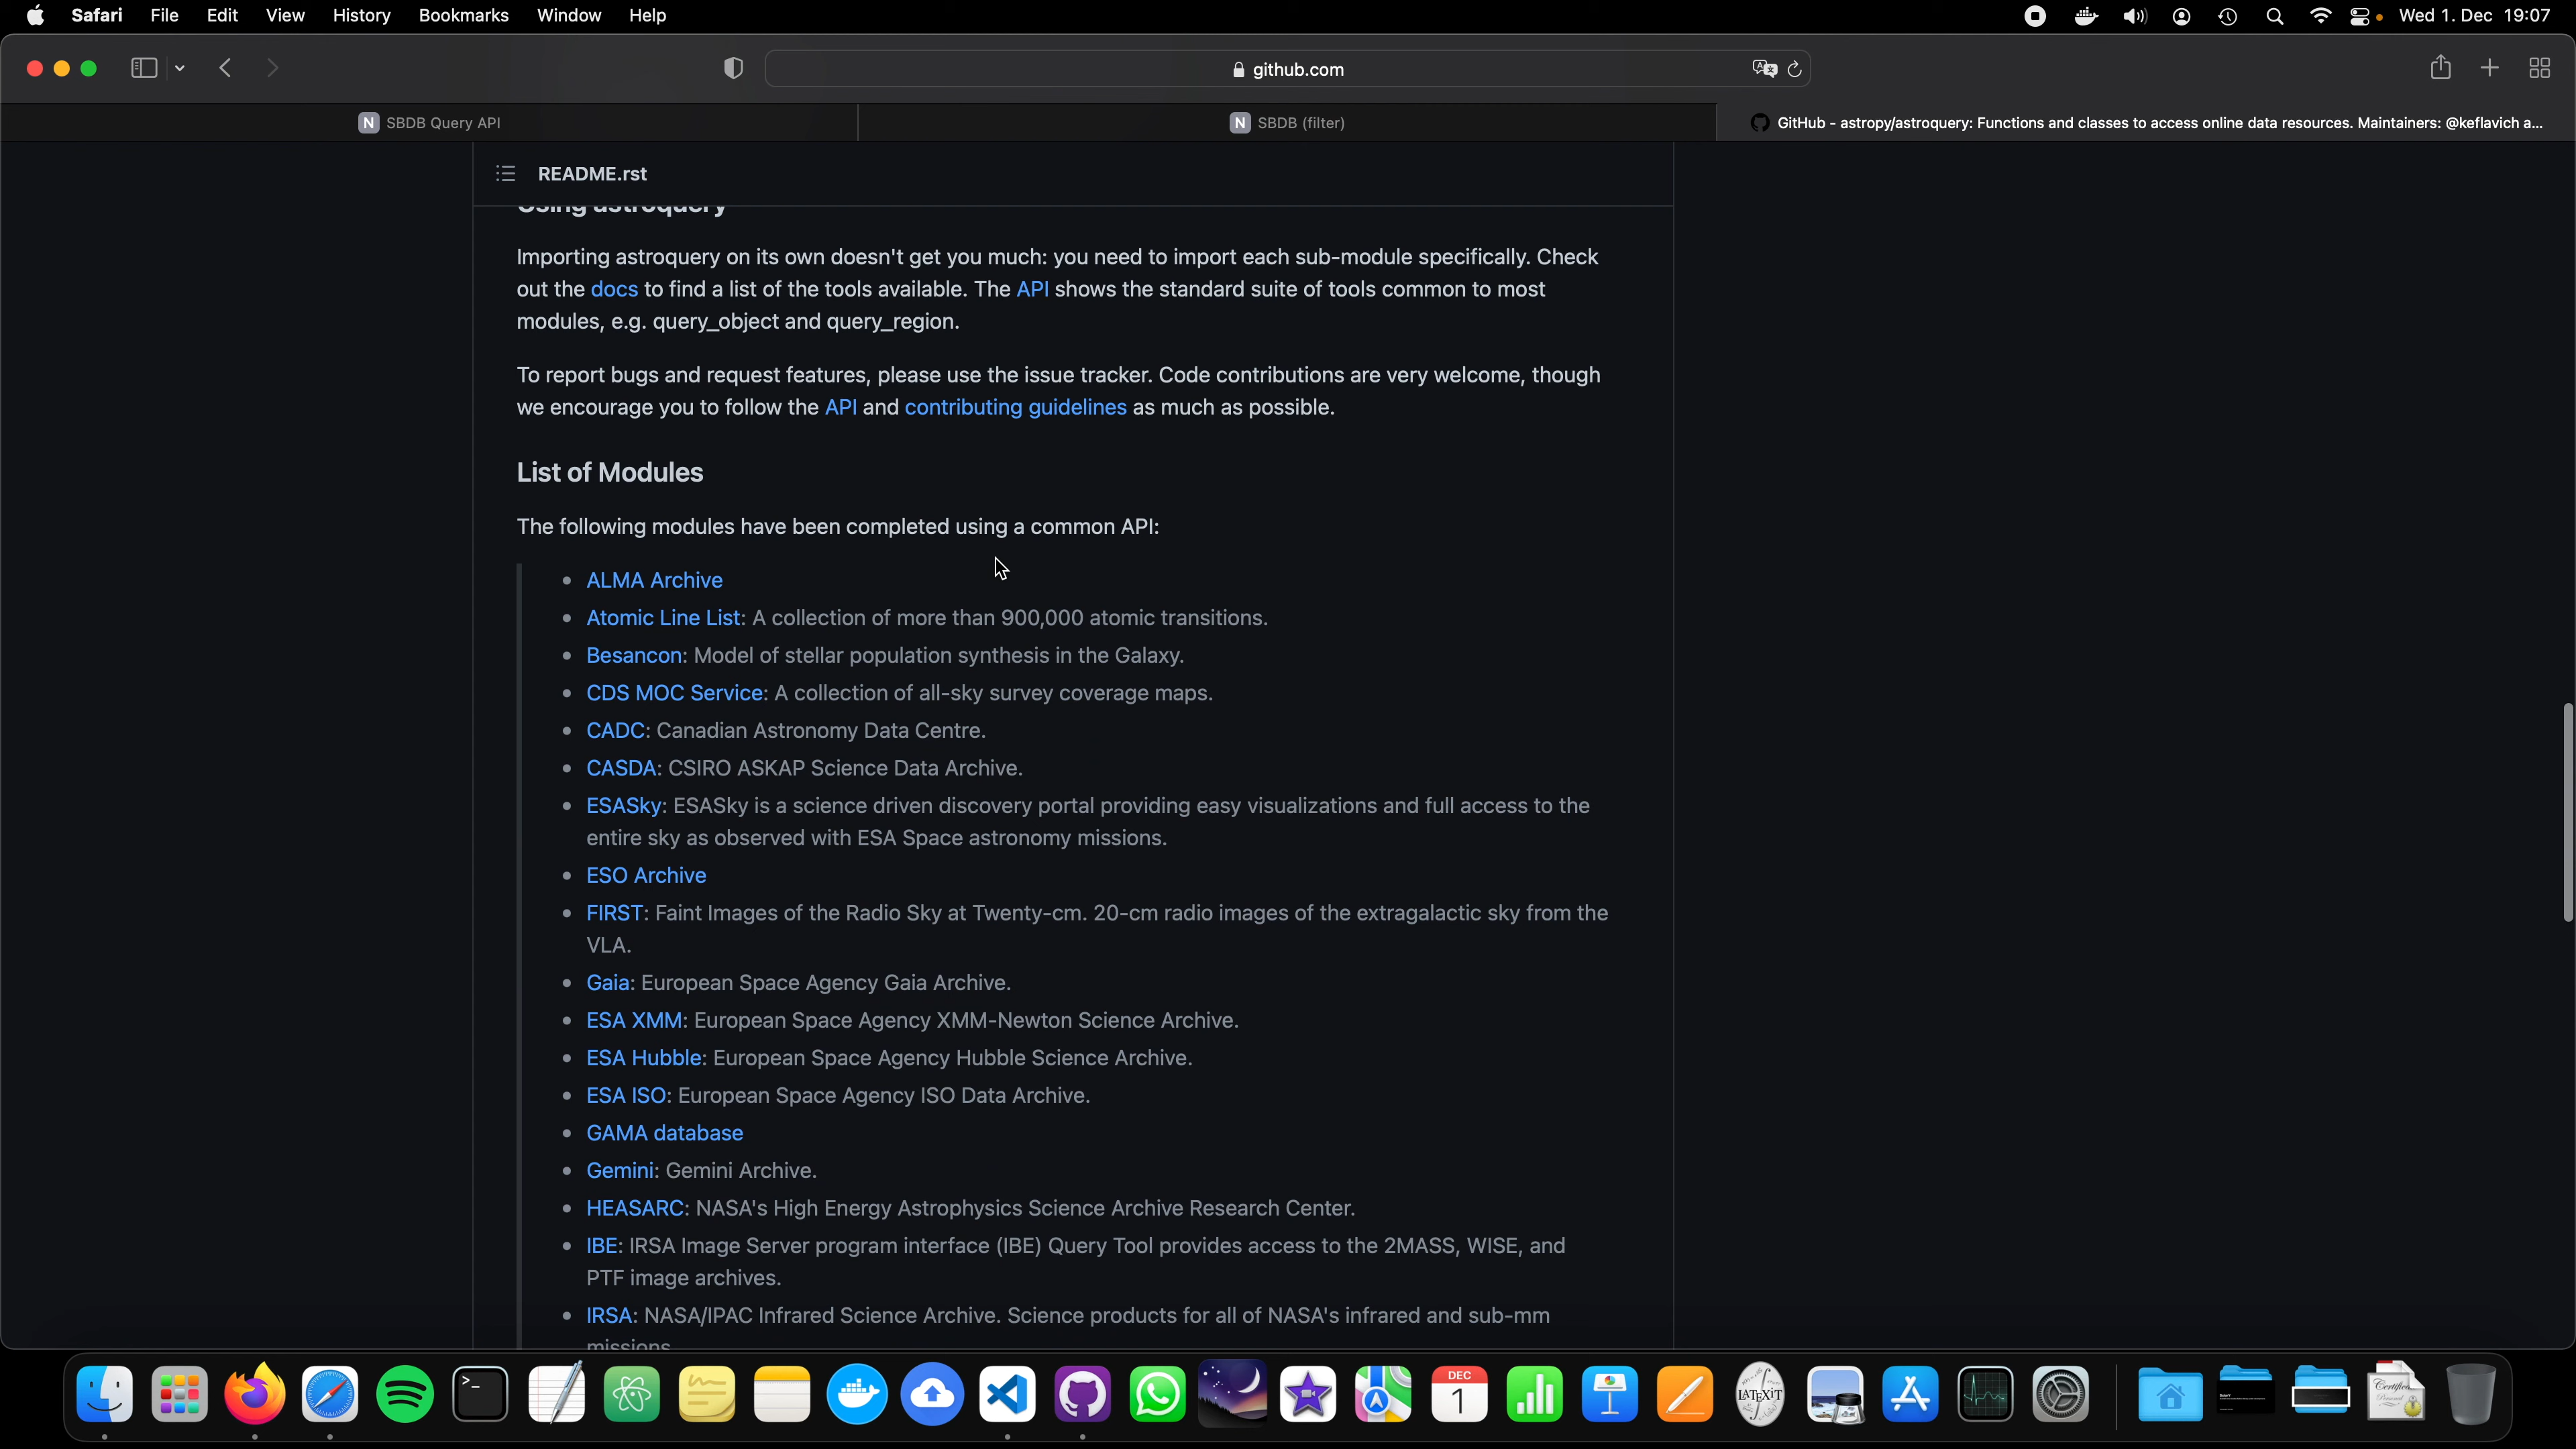 Safari File Edit View History Bookmarks Window Help Wed 1. Dec 19:07
github.com
N SBDB Query API N SBDB (filter) GitHub - astropy/astroquery: Functions and classes to access online data resources. Maintainers: @keflavich a...
README.rst
Using astroquery
Importing astroquery on its own doesn't get you much: you need to import each sub-module specifically. Check
out the docs to find a list of the tools available. The API shows the standard suite of tools common to most
modules, e.g. query_object and query_region.
To report bugs and request features, please use the issue tracker. Code contributions are very welcome, though
we encourage you to follow the API and contributing guidelines as much as possible.
List of Modules
The following modules have been completed using a common API:
• ALMA Archive
• Atomic Line List: A collection of more than 900,000 atomic transitions.
• Besancon: Model of stellar population synthesis in the Galaxy.
• CDS MOC Service: A collection of all-sky survey coverage maps.
• CADC: Canadian Astronomy Data Centre.
• CASDA: CSIRO ASKAP Science Data Archive.
• ESASky: ESASky is a science driven discovery portal providing easy visualizations and full access to the
entire sky as observed with ESA Space astronomy missions.
• ESO Archive
• FIRST: Faint Images of the Radio Sky at Twenty-cm. 20-cm radio images of the extragalactic sky from the
VLA.
• Gaia: European Space Agency Gaia Archive.
• ESA XMM: European Space Agency XMM-Newton Science Archive.
• ESA Hubble: European Space Agency Hubble Science Archive.
• ESA ISO: European Space Agency ISO Data Archive.
• GAMA database
• Gemini: Gemini Archive.
• HEASARC: NASA's High Energy Astrophysics Science Archive Research Center.
• IBE: IRSA Image Server program interface (IBE) Query Tool provides access to the 2MASS, WISE, and
PTF image archives.
• IRSA: NASA/IPAC Infrared Science Archive. Science products for all of NASA's infrared and sub-mm
missions.
DEC
1
LATEXiT